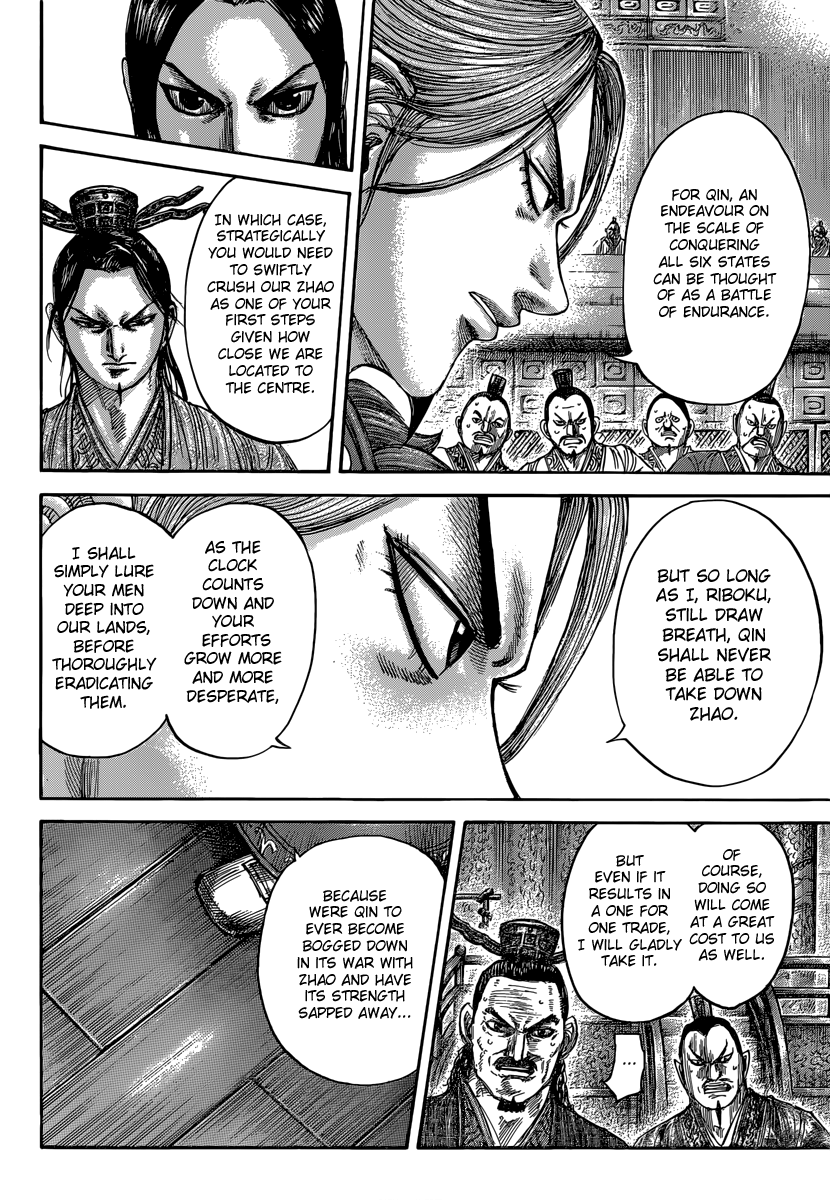 FOR QIN, AN
ENDEAVOUR ON
THE SCALE OF
CONQUERING
ALL SIX STATES
CAN BE THOUGHT
OF AS A BATTLE
OF ENDURANCE.
IN WHICH CASE,
STRATEGICALLY
YOU WOULD NEED
TO SWIFTLY
CRUSH OUR ZHAO
AS ONE OF YOUR
FIRST STEPS
GIVEN HOW
CLOSE WE ARE
LOCATED TO
THE CENTRE.
BUT SO LONG
AS I, RIBOKU,
STILL DRAW
BREATH, QIN
SHALL NEVER
BE ABLE TO
TAKE DOWN
ZHAO.
AS THE
CLOCK
COUNTS
DOWN AND
YOUR
EFFORTS
GROW MORE
AND MORE
DESPERATE,
I SHALL
SIMPLY LURE
YOUR MEN
DEEP INTO
OUR LANDS,
BEFORE
THOROUGHLY
ERADICATING
THEM.
OF
COURSE,
DOING SO
WILL COME
AT A GREAT
COST TO US
AS WELL.
BUT
EVEN IF IT
RESULTS IN
A ONE FOR
ONE TRADE,
I WILL GLADLY
TAKE IT.
...
BECAUSE
WERE QIN TO
EVER BECOME
BOGGED DOWN
IN ITS WAR WITH
ZHAO AND HAVE
ITS STRENGTH
SAPPED AWAY...